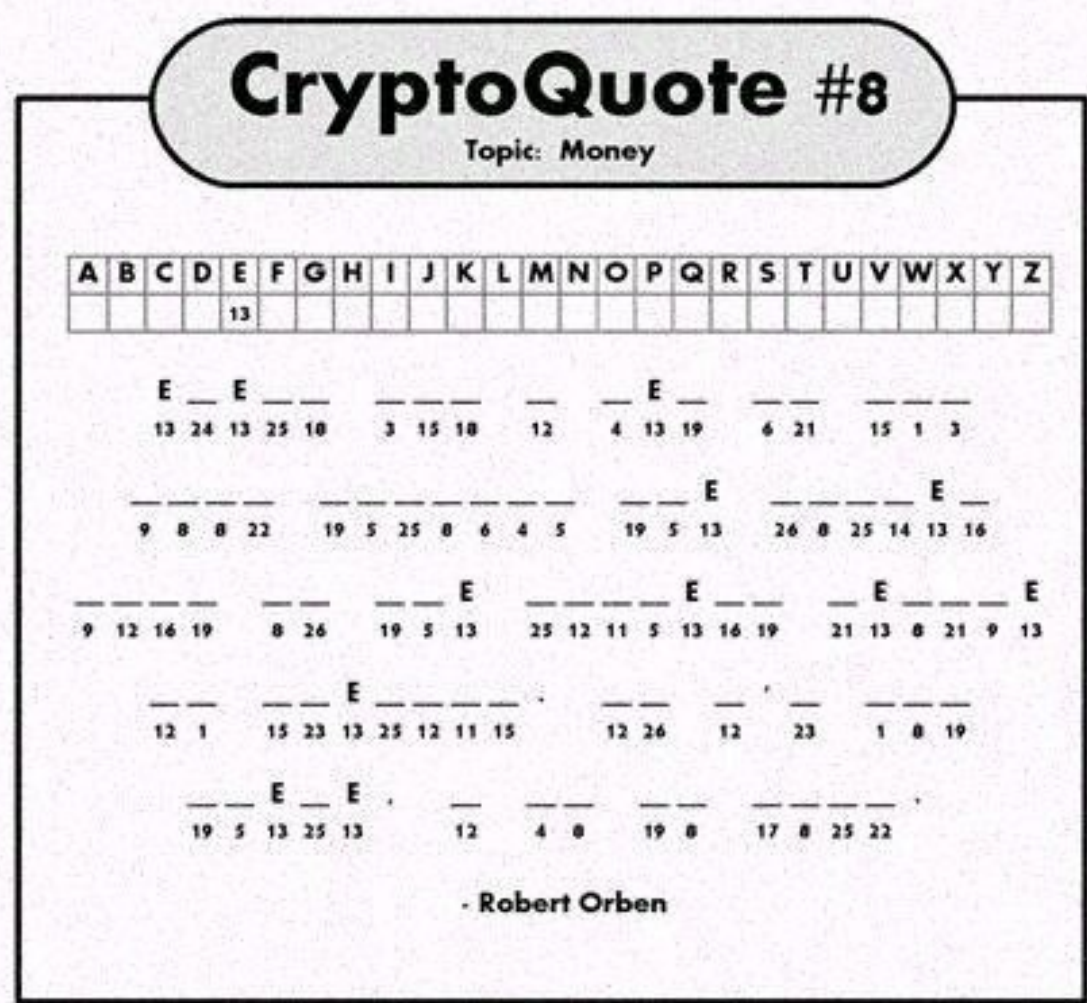 CryptoQuote #8
Topic: Money
A B C D E F G H I J K L M N O P Q R S T U V W X Y Z
13
E _ E _ _ _ _ _ _ _ E _ _ _ _ _ _
13 24 13 25 10 3 15 10 12 4 13 19 6 21 15 1 3
_ _ _ _ _ _ _ _ _ _ _ _ _ E _ _ _ _ E _
9 8 8 22 19 5 25 8 6 4 5 19 5 13 26 8 25 14 13 16
_ _ _ _ _ _ _ _ E _ _ _ _ E _ _ _ E _ _ _ E
9 12 16 19 8 26 19 5 13 25 12 11 5 13 16 19 21 13 8 21 9 13
_ _ _ _ E _ _ _ _ . _ _ _ ' _ _ _ _
12 1 15 23 13 25 12 11 15 12 26 12 23 1 8 19
_ _ E _ E , _ _ _ _ _ _ _ _ _ .
19 5 13 25 13 12 4 8 19 8 17 8 25 22
- Robert Orben